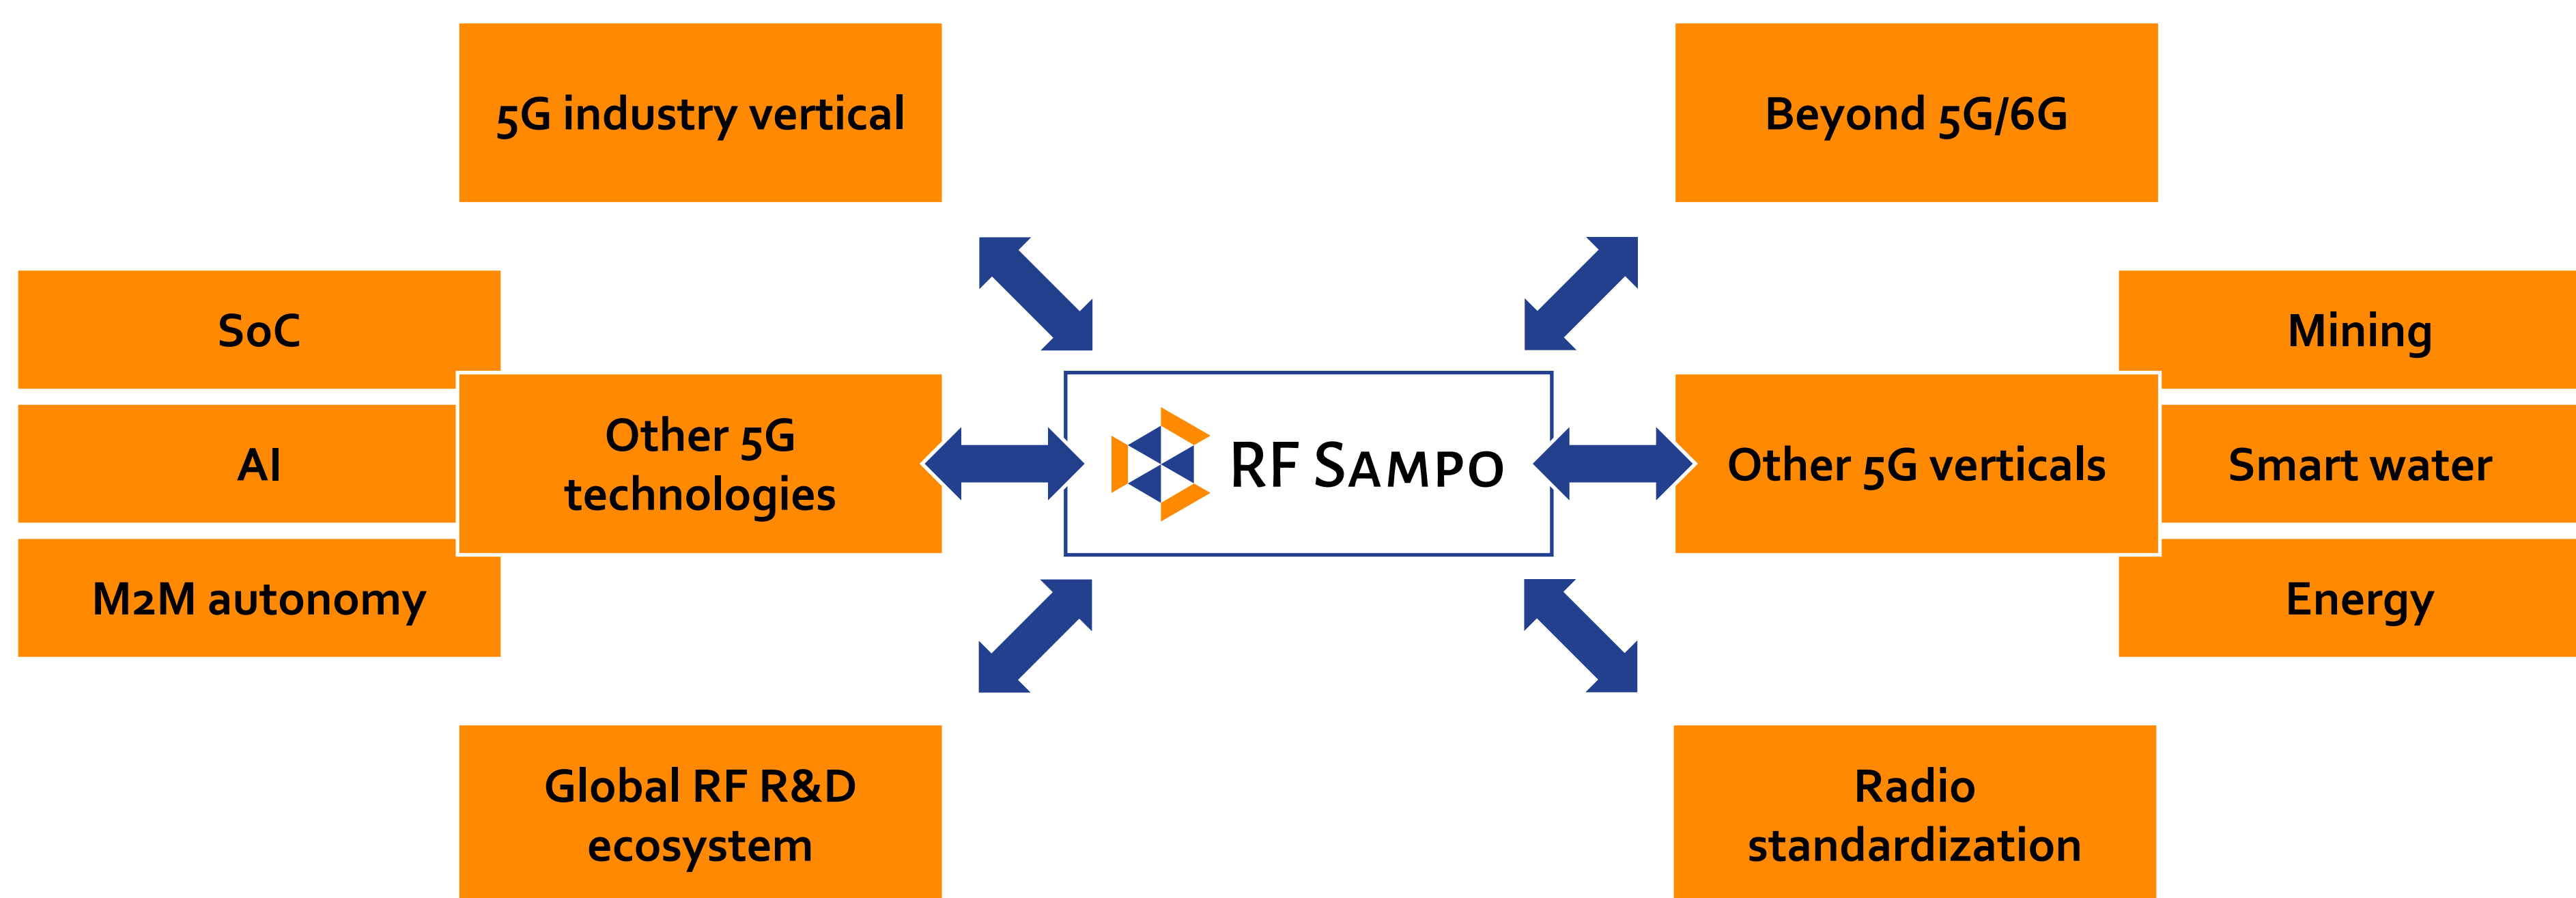 5G industry vertical
Beyond 5G/6G
SoC
AI
M2M autonomy
Other 5G
technologies
RF SAMPO
Other 5G verticals
Mining
Smart water
Energy
Global RF R&D
ecosystem
Radio
standardization